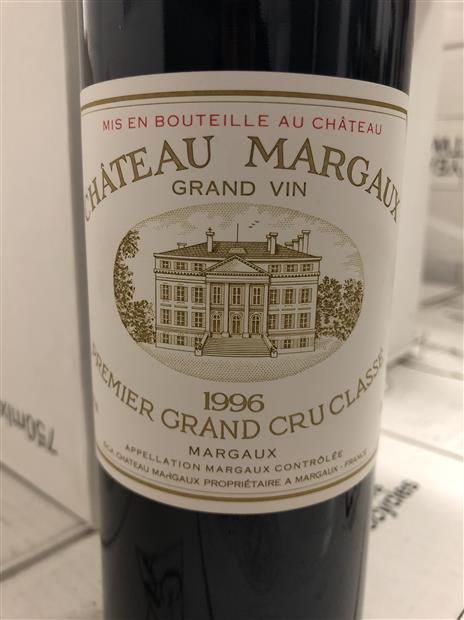 MIS EN BOUTEILLE AU CHÂTEAU
CHÂTEAU MARGAUX
GRAND VIN
1996
PREMIER GRAND CRU CLASSÉ
MARGAUX
APPELLATION MARGAUX CONTRÔLÉE
SCA CHATEAU MARGAUX PROPRIÉTAIRE A MARGAUX - FRANCE
750mlx